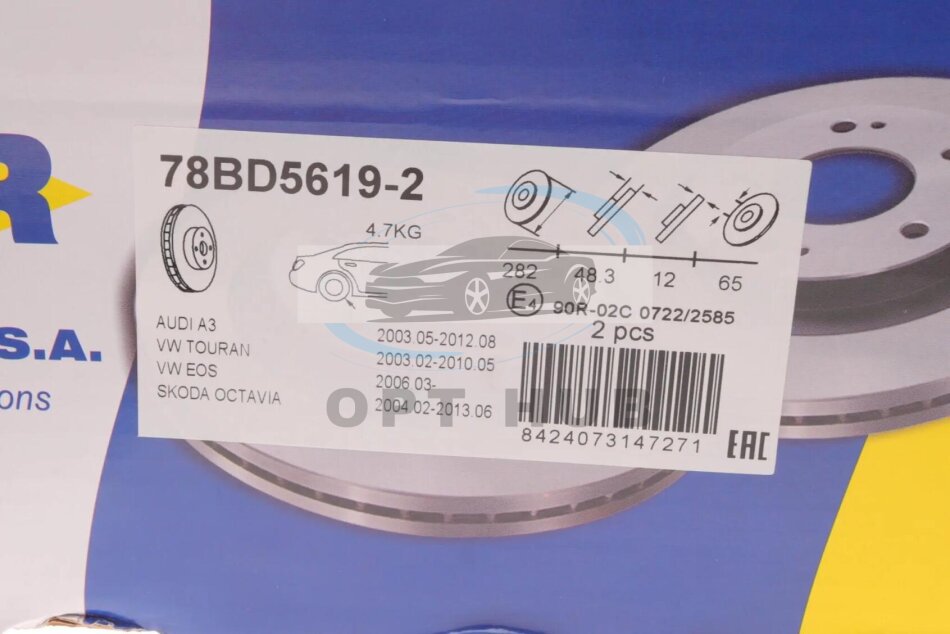 R
S.A.
ons
78BD5619-2
4.7KG
282 48.3 12 65
E4 90R-02C 0722/2585
2 pcs
AUDI A3 2003.05-2012.08
VW TOURAN 2003.02-2010.05
VW EOS 2006.03-
SKODA OCTAVIA 2004.02-2013.06
OPT HUB
8424073147271
EAC